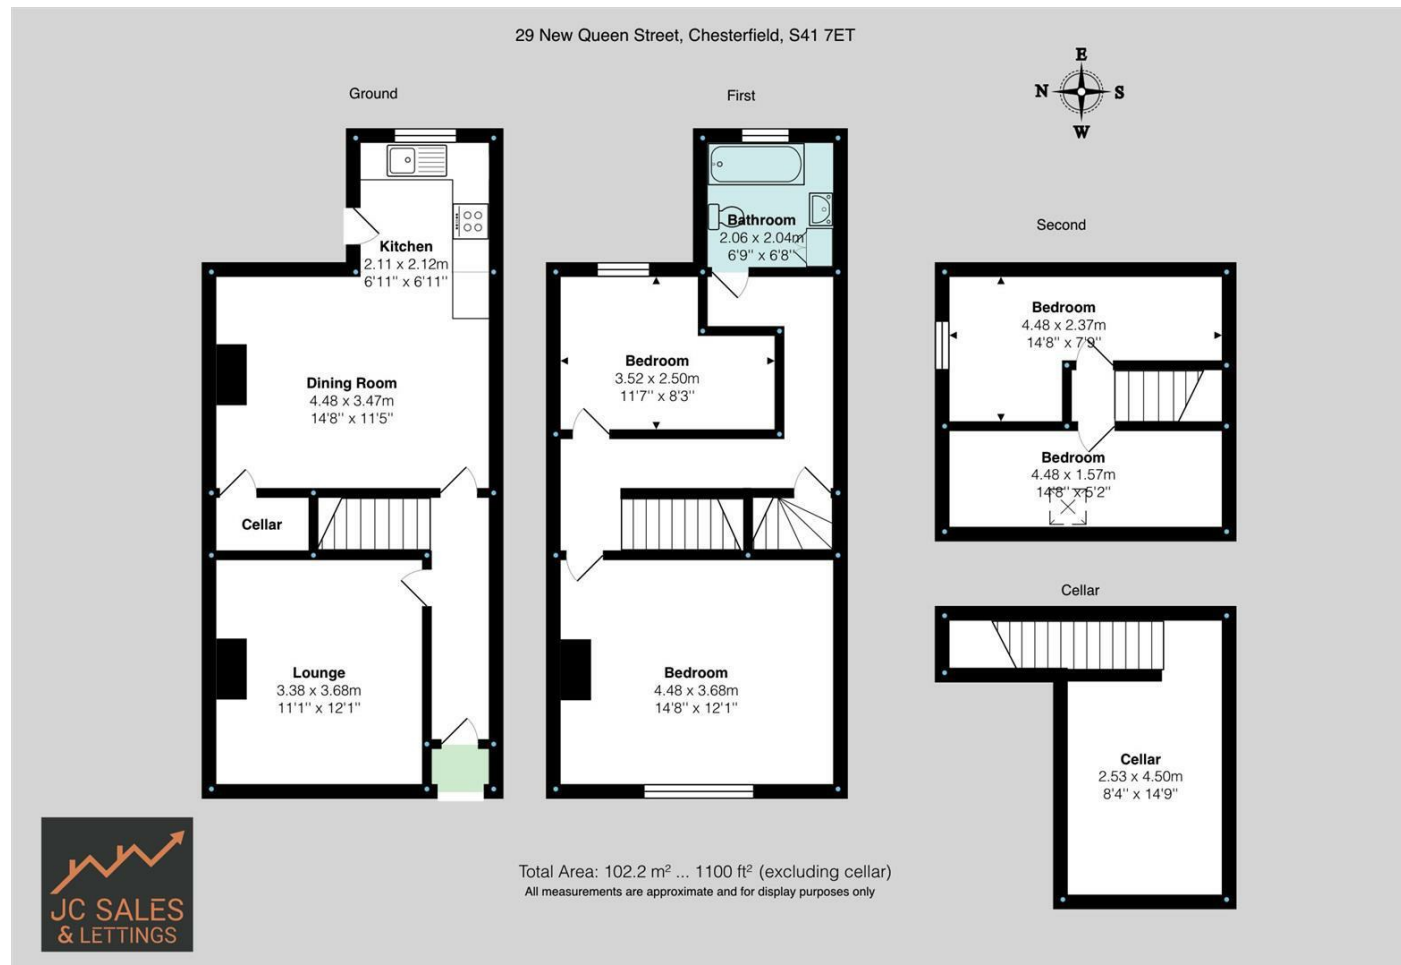 29 New Queen Street, Chesterfield, S41 7ET
E
N
S
W
Ground
First
Second
Kitchen
2.11 x 2.12m
6'11" x 6'11"
Dining Room
4.48 x 3.47m
14'8" x 11'5"
Cellar
Lounge
3.38 x 3.68m
11'1" x 12'1"
Bathroom
2.06 x 2.04m
6'9" x 6'8"
Bedroom
3.52 x 2.50m
11'7" x 8'3"
Bedroom
4.48 x 3.68m
14'8" x 12'1"
Bedroom
4.48 x 2.37m
14'8" x 7'9"
Bedroom
4.48 x 1.57m
14'8" x 5'2"
Cellar
Cellar
2.53 x 4.50m
8'4" x 14'9"
JC SALES
& LETTINGS
Total Area: 102.2 m² ... 1100 ft² (excluding cellar)
All measurements are approximate and for display purposes only